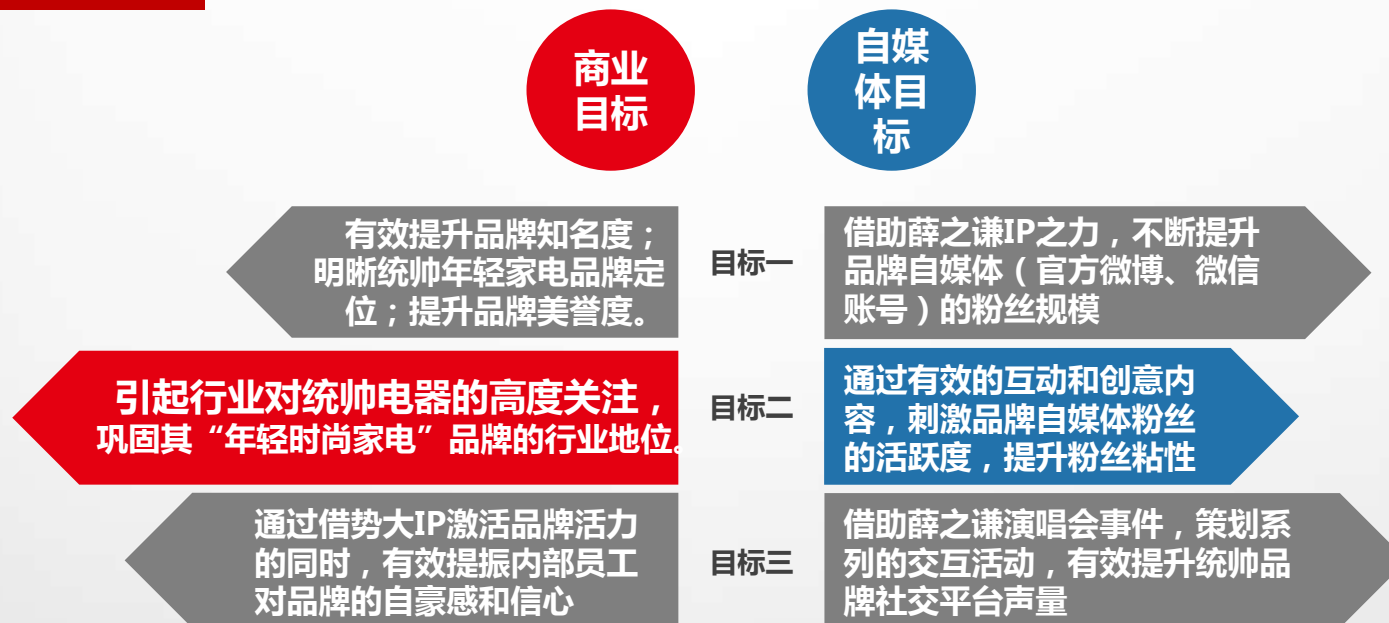 商业
目标
自媒
体目
标
有效提升品牌知名度；
明晰统帅年轻家电品牌定
位；提升品牌美誉度。
目标一
借助薛之谦IP之力，不断提升
品牌自媒体（官方微博、微信
账号）的粉丝规模
引起行业对统帅电器的高度关注，
巩固其“年轻时尚家电”品牌的行业地位。
目标二
通过有效的互动和创意内
容，刺激品牌自媒体粉丝
的活跃度，提升粉丝粘性
通过借势大IP激活品牌活力
的同时，有效提振内部员工
对品牌的自豪感和信心
目标三
借助薛之谦演唱会事件，策划系
列的交互活动，有效提升统帅品
牌社交平台声量